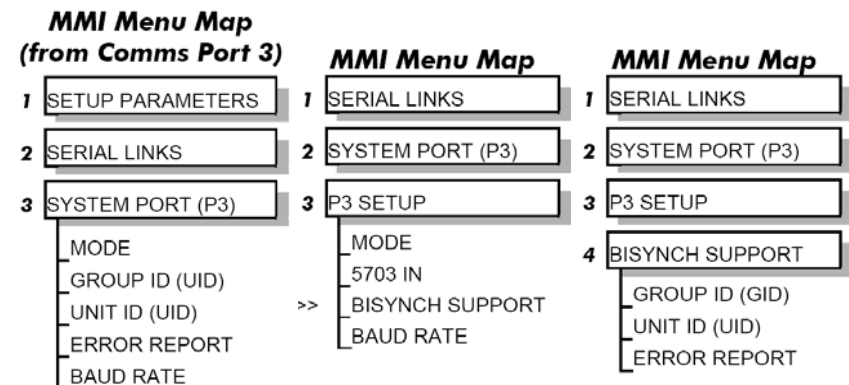 MMI Menu Map
(from Comms Port 3)
1 SETUP PARAMETERS
2 SERIAL LINKS
3 SYSTEM PORT (P3)
MODE
GROUP ID (UID)
UNIT ID (UID)
ERROR REPORT
BAUD RATE
MMI Menu Map
1 SERIAL LINKS
2 SYSTEM PORT (P3)
3 P3 SETUP
MODE
5703 IN
>> BISYNCH SUPPORT
BAUD RATE
MMI Menu Map
1 SERIAL LINKS
2 SYSTEM PORT (P3)
3 P3 SETUP
4 BISYNCH SUPPORT
GROUP ID (GID)
UNIT ID (UID)
ERROR REPORT